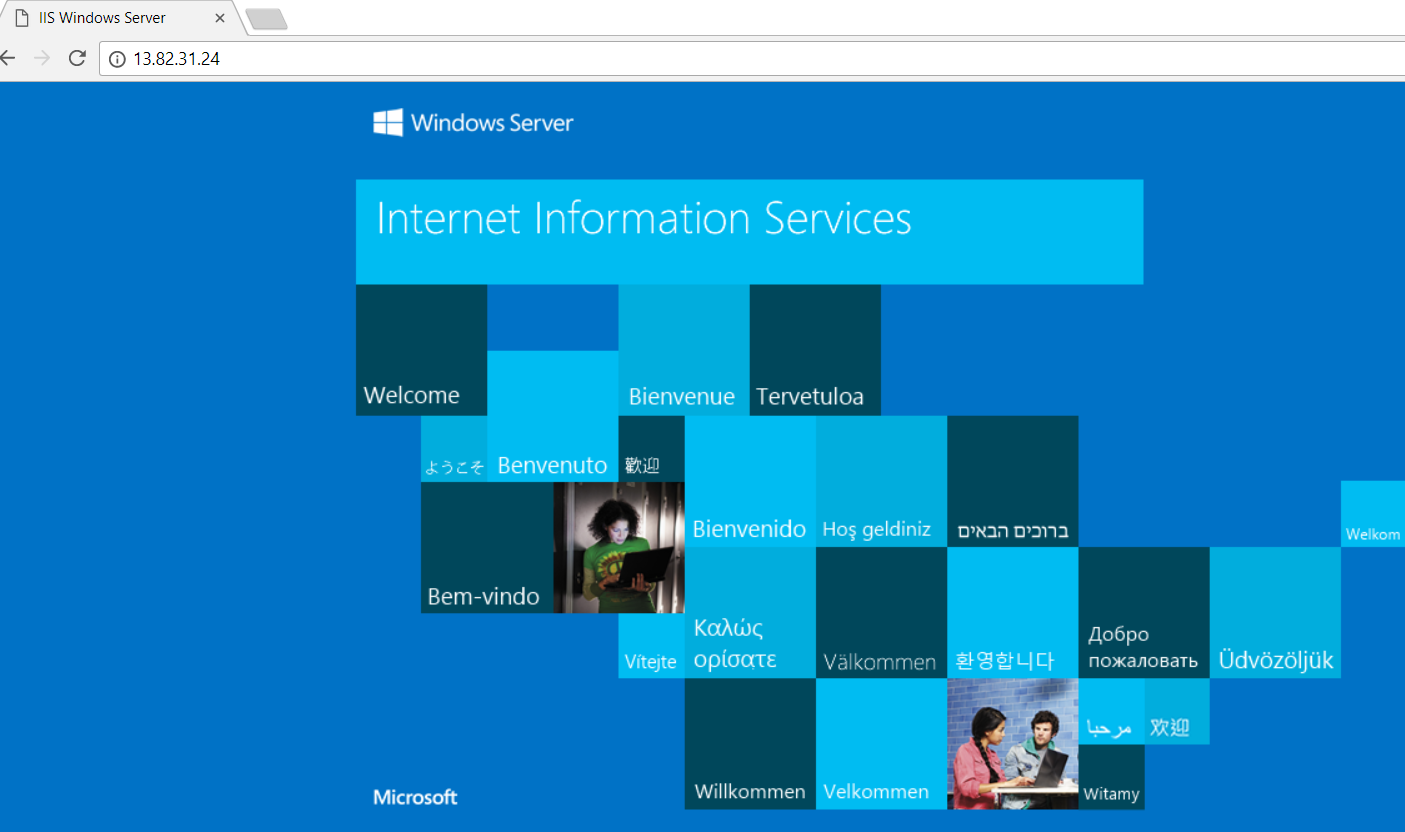 IIS Windows Server
13.82.31.24
Windows Server
Internet Information Services
Welcome
Bienvenue
Tervetuloa
ようこそ
Benvenuto
歡迎
Bienvenido
Hoş geldiniz
ברוכים הבאים
Welkom
Bem-vindo
Καλώς
ορίσατε
Vítejte
Välkommen
환영합니다
Добро
пожаловать
Üdvözöljük
مرحبا
欢迎
Willkommen
Velkommen
Witamy
Microsoft